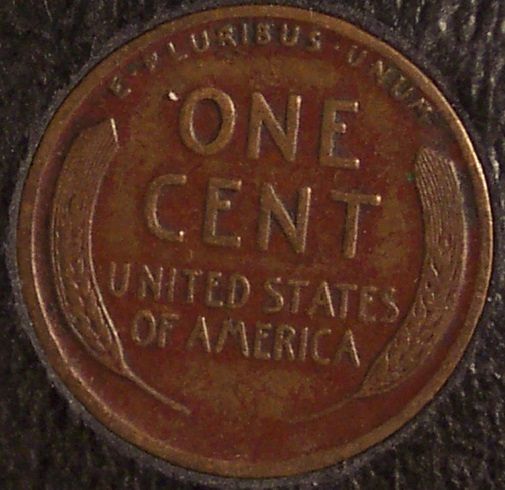 E·PLURIBUS·UNUM
ONE
CENT
UNITED STATES
OF AMERICA